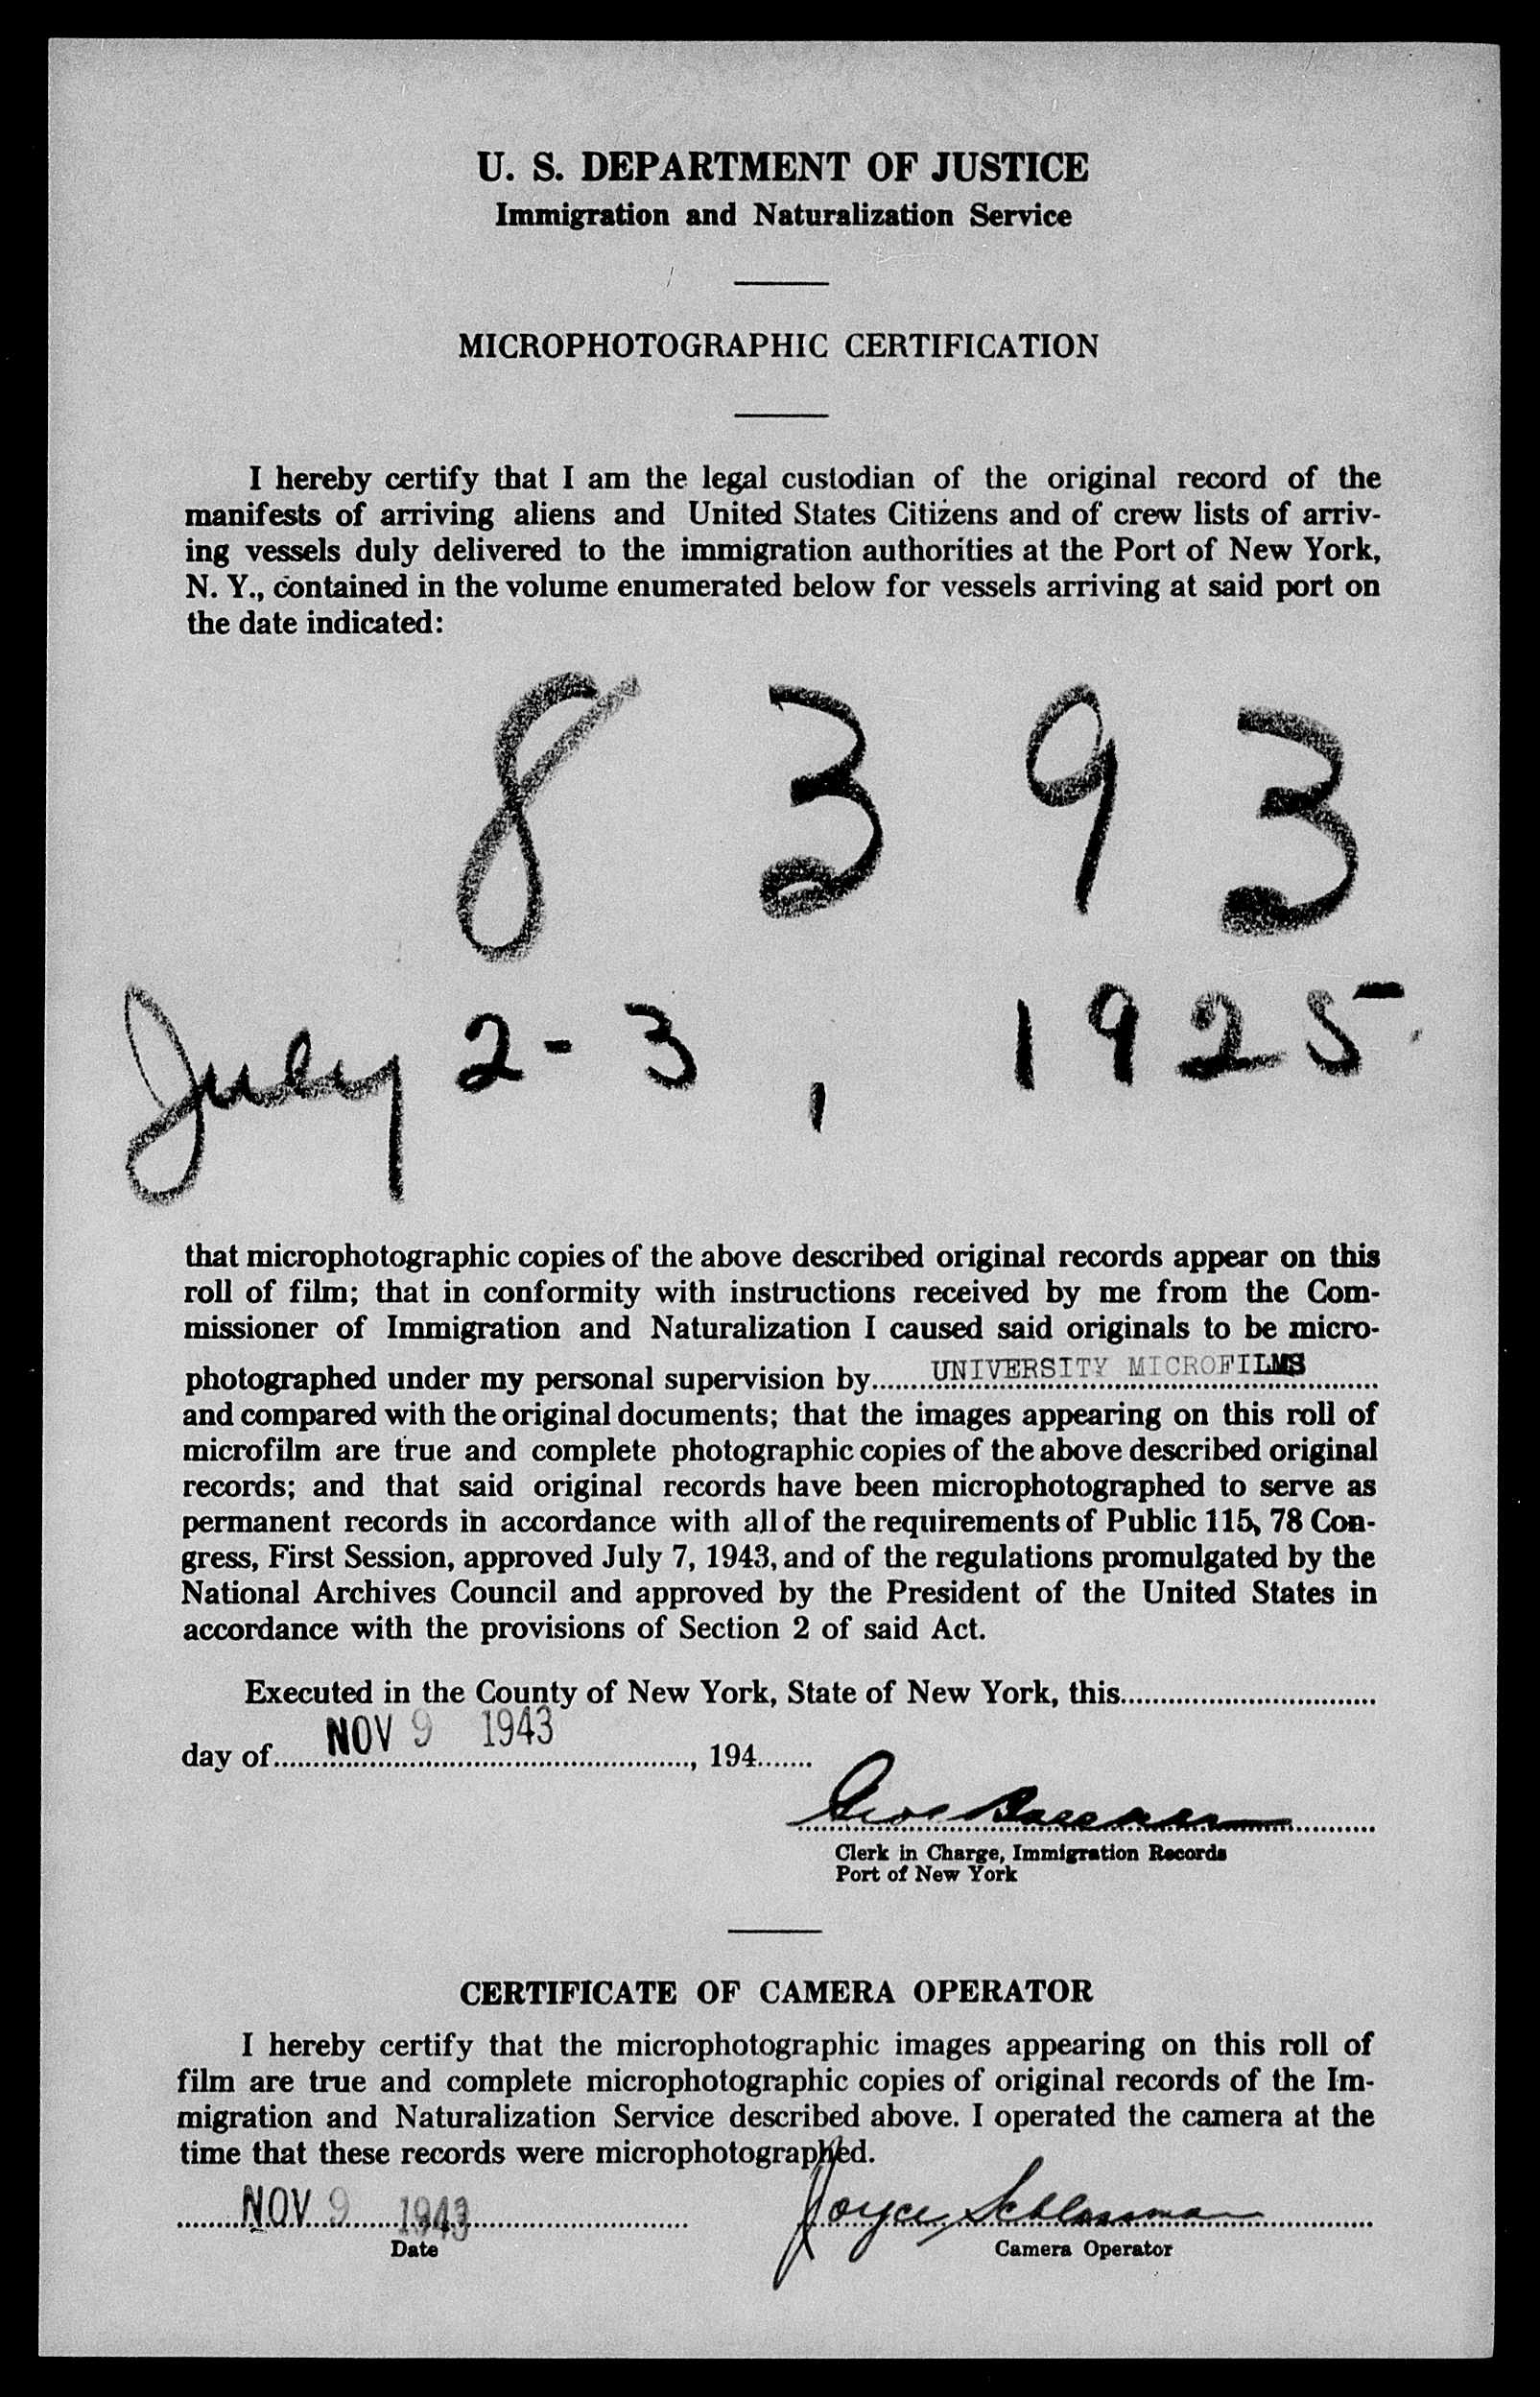 U. S. DEPARTMENT OF JUSTICE
Immigration and Naturalization Service
MICROPHOTOGRAPHIC CERTIFICATION
I hereby certify that I am the legal custodian of the original record of the
manifests of arriving aliens and United States Citizens and of crew lists of arriv-
ing vessels duly delivered to the immigration authorities at the Port of New York,
N. Y., contained in the volume enumerated below for vessels arriving at said port on
the date indicated:
8 3 9 3
July 2-3, 1925.
that microphotographic copies of the above described original records appear on this
roll of film; that in conformity with instructions received by me from the Com-
missioner of Immigration and Naturalization I caused said originals to be micro-
photographed under my personal supervision by........UNIVERSITY MICROFILMS........
and compared with the original documents; that the images appearing on this roll of
microfilm are true and complete photographic copies of the above described original
records; and that said original records have been microphotographed to serve as
permanent records in accordance with all of the requirements of Public 115, 78 Con-
gress, First Session, approved July 7, 1943, and of the regulations promulgated by the
National Archives Council and approved by the President of the United States in
accordance with the provisions of Section 2 of said Act.
Executed in the County of New York, State of New York, this................................
day of......NOV 9 1943................, 194.......
Clerk in Charge, Immigration Records
Port of New York
CERTIFICATE OF CAMERA OPERATOR
I hereby certify that the microphotographic images appearing on this roll of
film are true and complete microphotographic copies of original records of the Im-
migration and Naturalization Service described above. I operated the camera at the
time that these records were microphotographed.
NOV 9 1943 Joyce Schlossman
Date Camera Operator